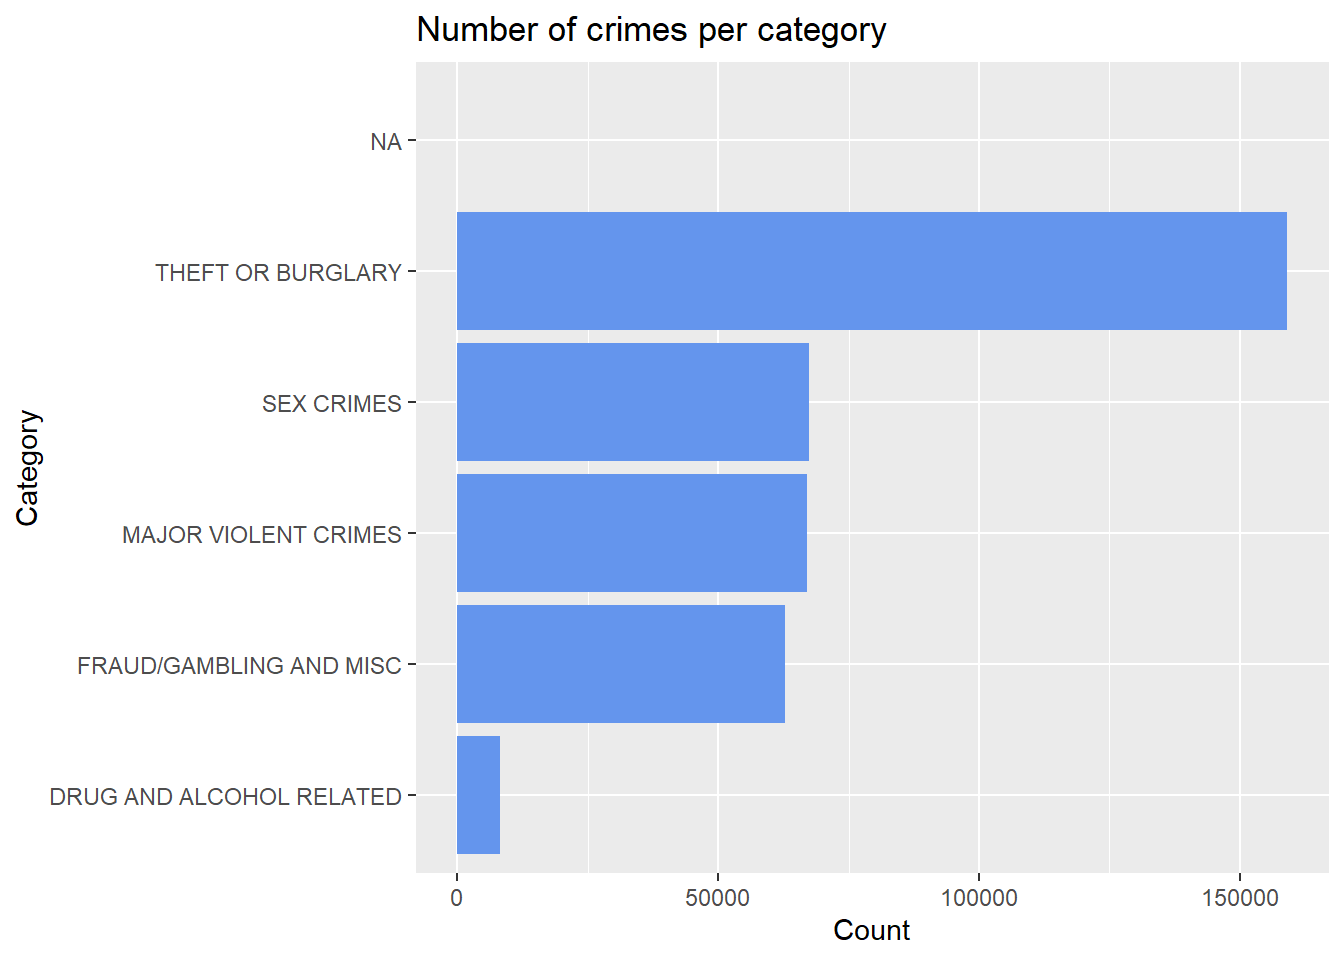 Number of crimes per category
NA
THEFT OR BURGLARY
SEX CRIMES
MAJOR VIOLENT CRIMES
FRAUD/GAMBLING AND MISC
DRUG AND ALCOHOL RELATED
Category
0 50000 100000 150000
Count